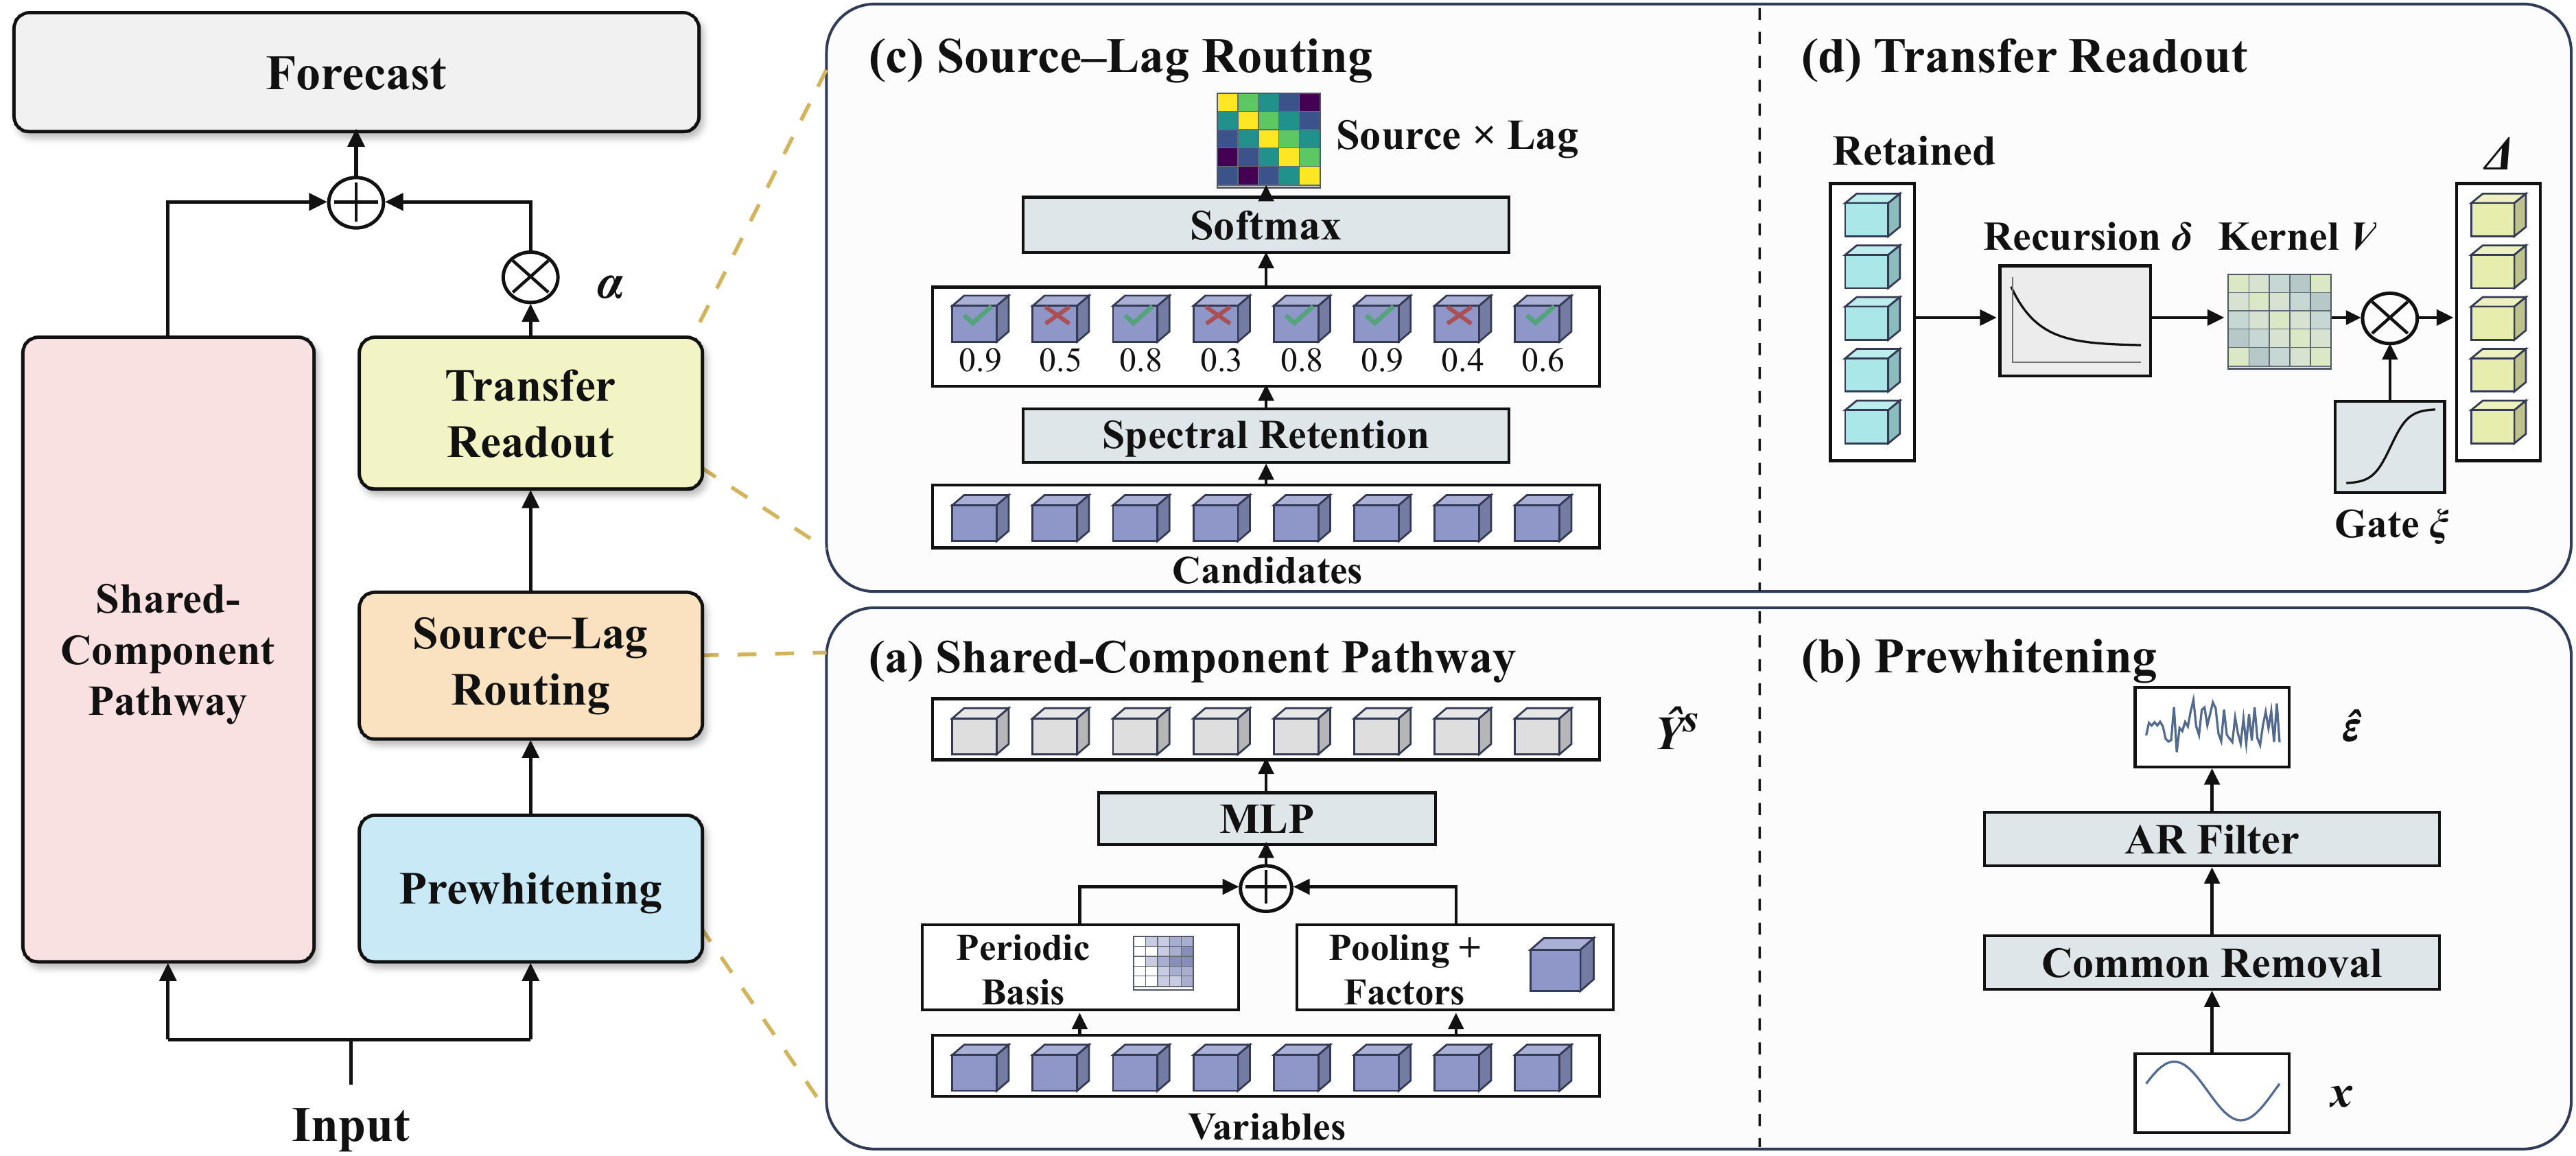 Forecast
α
Transfer
Readout
Shared-
Component
Pathway
Source–Lag
Routing
Prewhitening
Input
(c) Source–Lag Routing
Source × Lag
Softmax
0.9 0.5 0.8 0.3 0.8 0.9 0.4 0.6
Spectral Retention
Candidates
(d) Transfer Readout
Retained
Δ
Recursion δ
Kernel V
Gate ξ
(a) Shared-Component Pathway
Ŷˢ
MLP
Periodic
Basis
Pooling +
Factors
Variables
(b) Prewhitening
ε̂
AR Filter
Common Removal
x